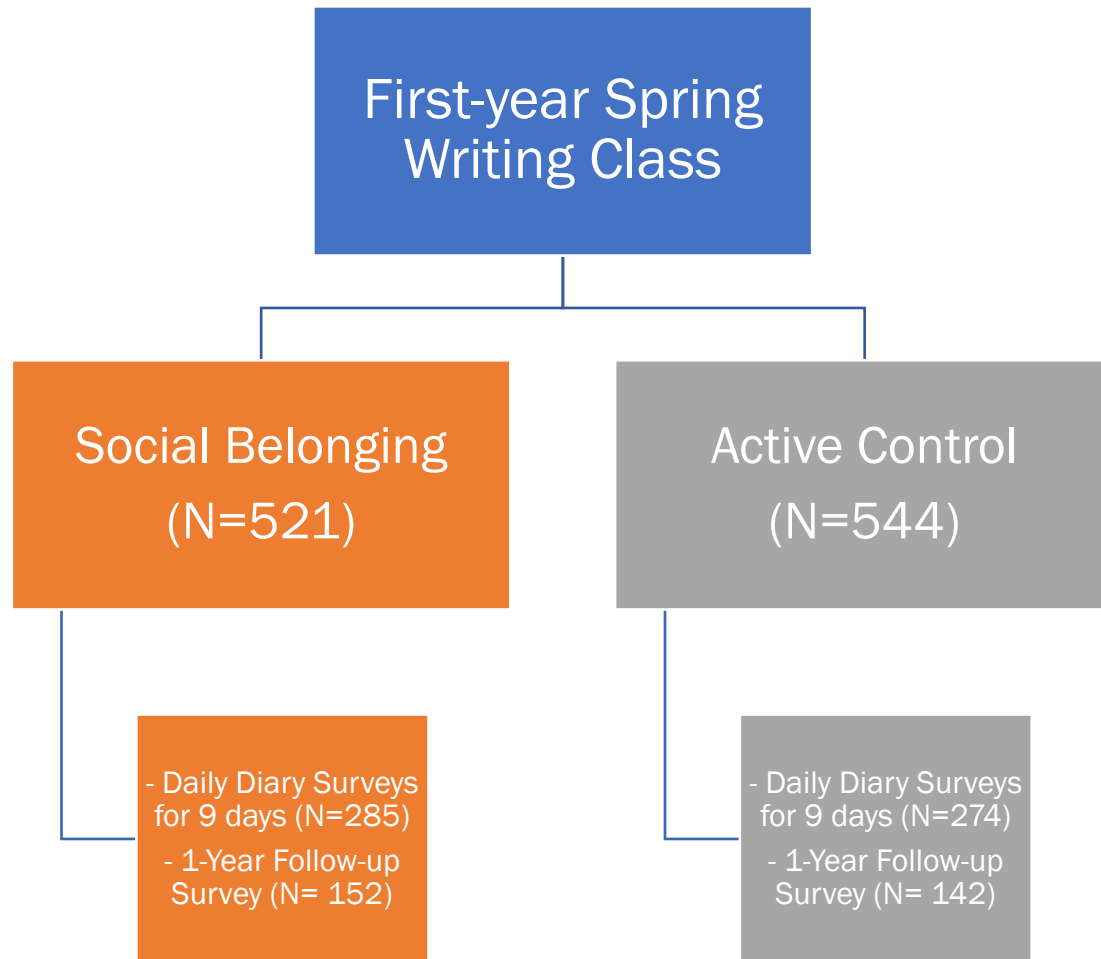 First-year Spring
Writing Class
Social Belonging
(N=521)
Active Control
(N=544)
- Daily Diary Surveys
for 9 days (N=285)
- 1-Year Follow-up
Survey (N= 152)
- Daily Diary Surveys
for 9 days (N=274)
- 1-Year Follow-up
Survey (N= 142)